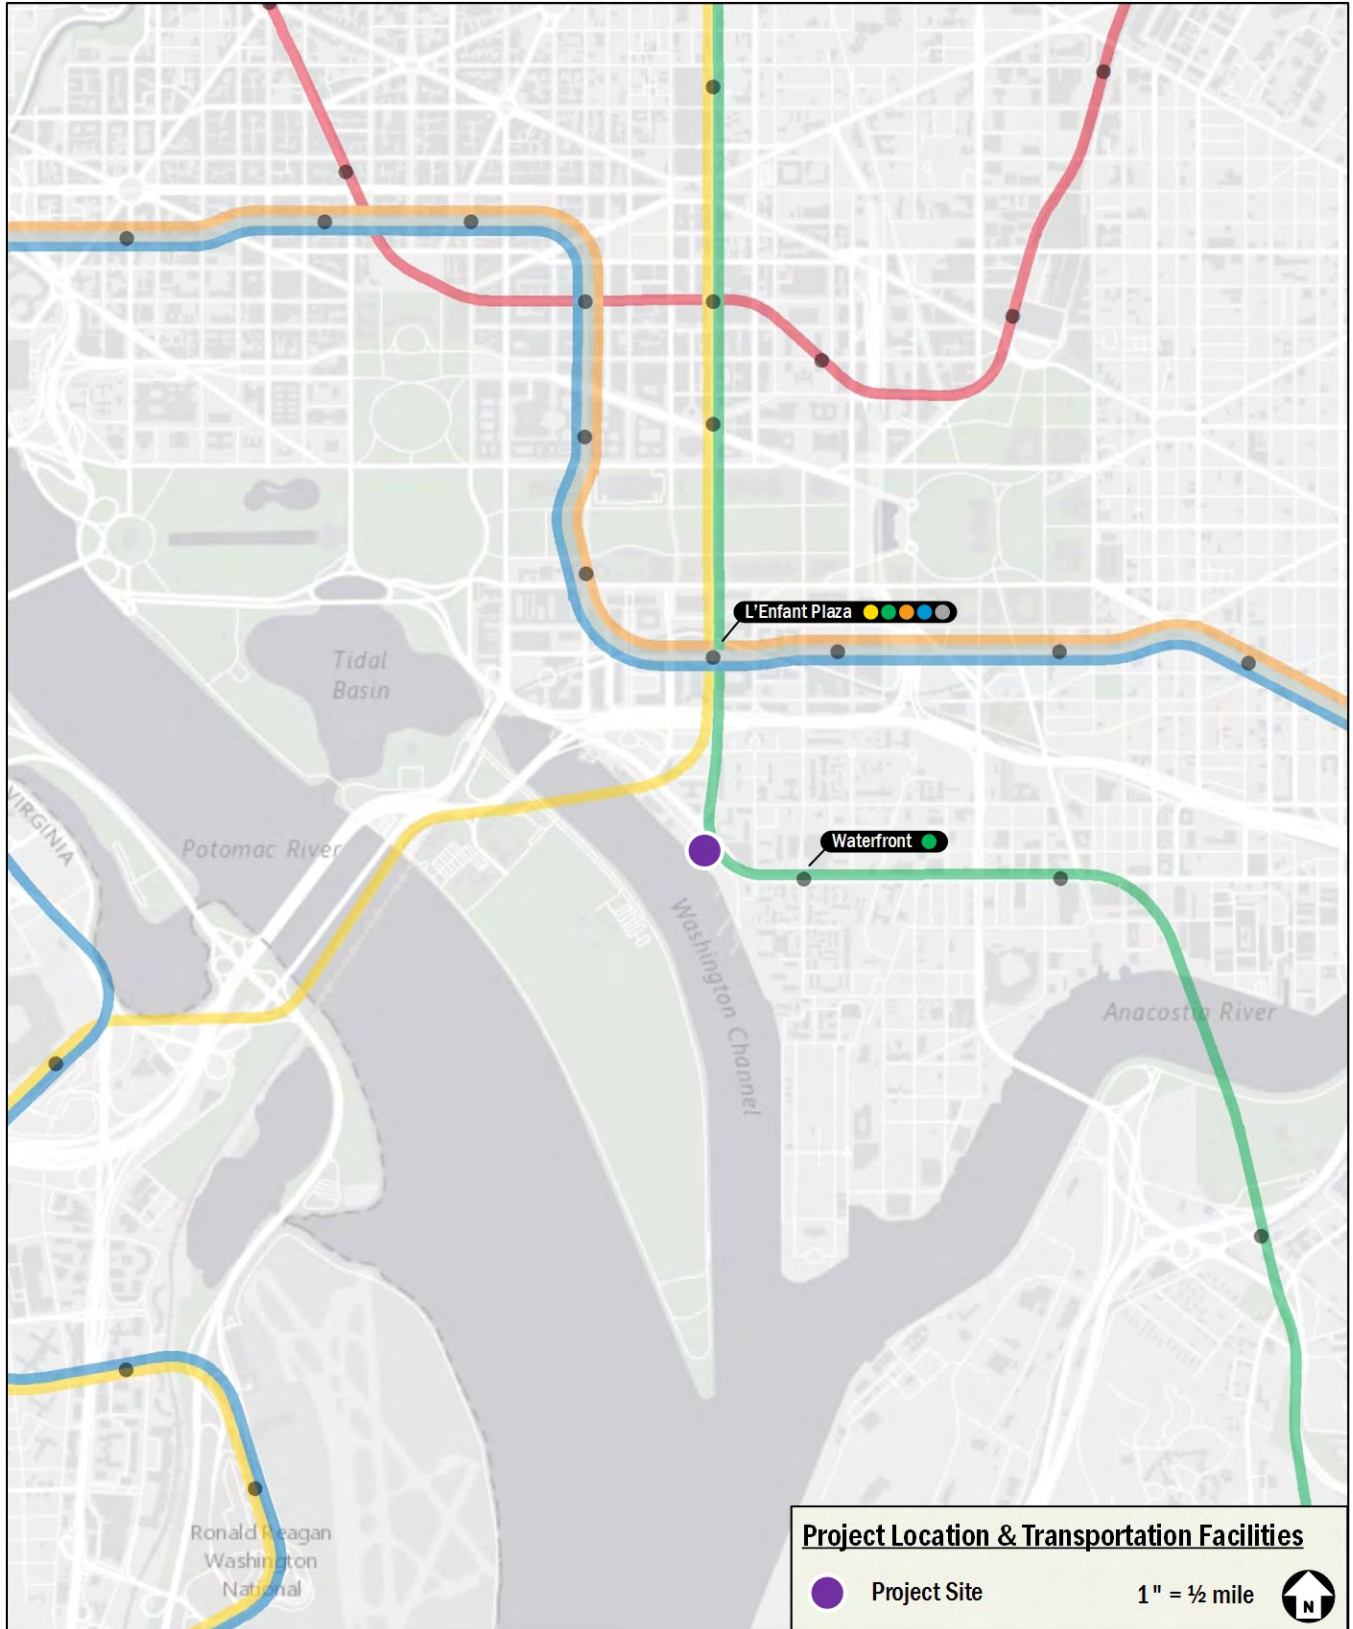 L'Enfant Plaza
Tidal
Basin
VIRGINIA
Potomac River
Waterfront
Washington Channel
Anacostia River
Ronald Reagan
Washington
National
Project Location & Transportation Facilities
Project Site
1" = ½ mile
N